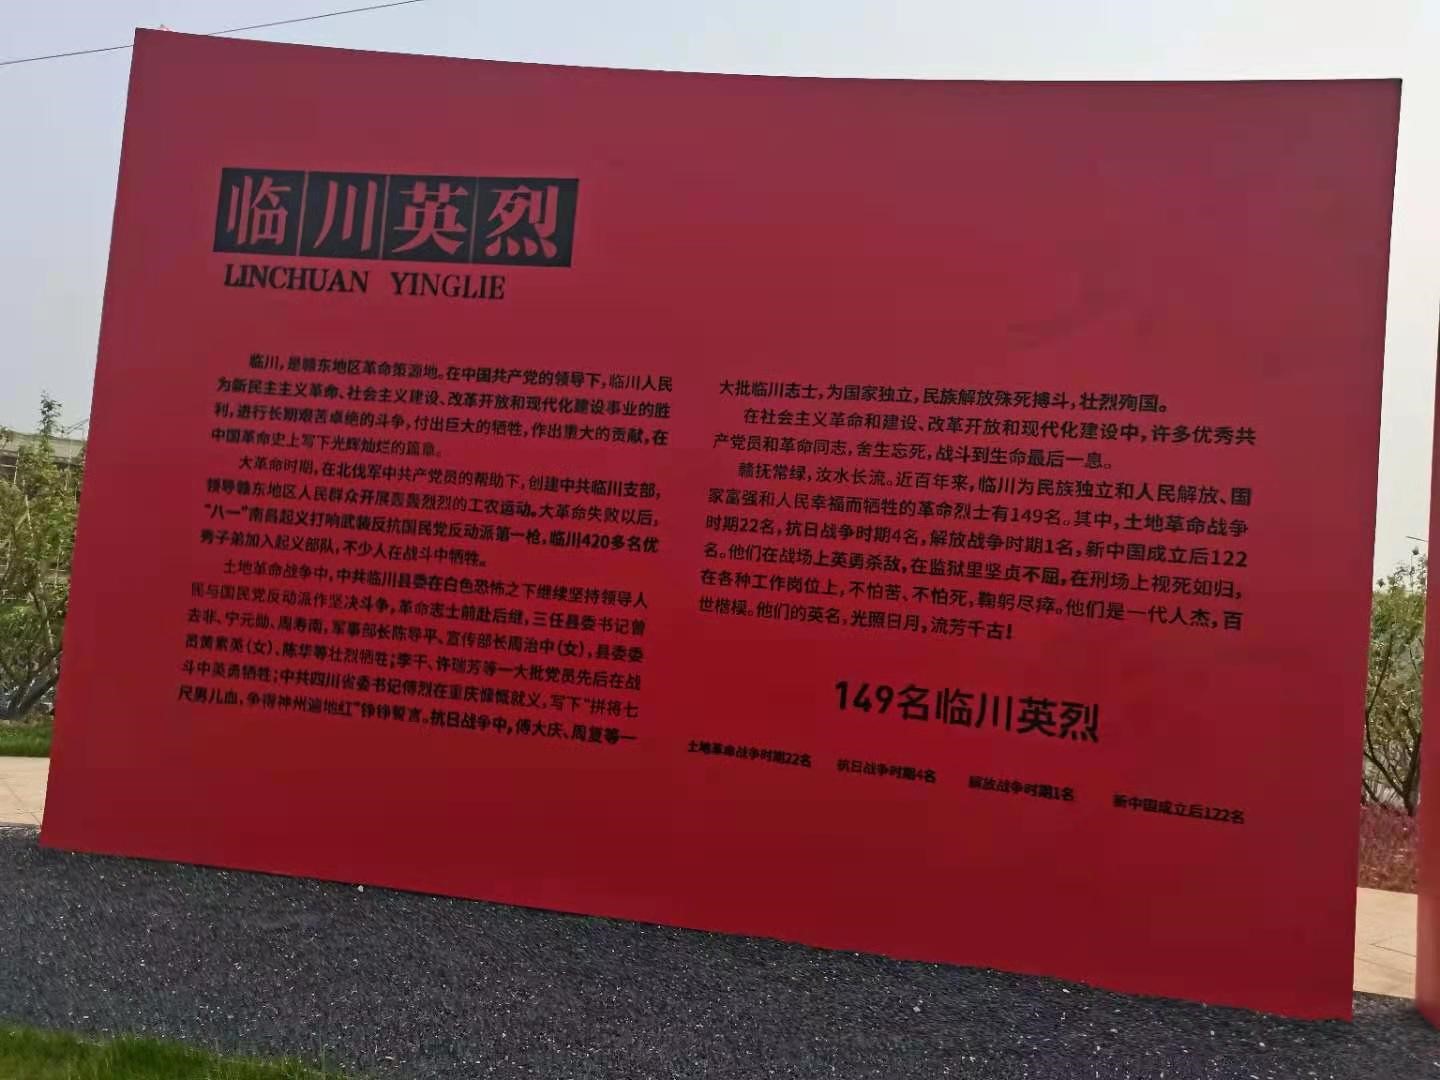 临川英烈
LINCHUAN YINGLIE
临川，是赣东地区革命策源地。在中国共产党的领导下，临川人民
为新民主主义革命、社会主义建设、改革开放和现代化建设事业的胜
利，进行长期艰苦卓绝的斗争，付出巨大的牺牲，作出重大的贡献，在
中国革命史上写下光辉灿烂的篇章。
大革命时期，在北伐军中共产党员的帮助下，创建中共临川支部，
领导赣东地区人民群众开展轰轰烈烈的工农运动。大革命失败以后，
“八一”南昌起义打响武装反抗国民党反动派第一枪，临川420多名优
秀子弟加入起义部队，不少人在战斗中牺牲。
土地革命战争中，中共临川县委在白色恐怖之下继续坚持领导人
民与国民党反动派作坚决斗争，革命志士前赴后继，三任县委书记曾
去非、宁元勋、周寿南，军事部长陈导平、宣传部长周治中（女），县委委
员黄素英（女）、陈华等壮烈牺牲；李干、许瑞芳等一大批党员先后在战
斗中英勇牺牲；中共四川省委书记傅烈在重庆慷慨就义，写下“拼将七
尺男儿血，争得神州遍地红”铮铮誓言。抗日战争中，傅大庆、周复等一
大批临川志士，为国家独立，民族解放殊死搏斗，壮烈殉国。
在社会主义革命和建设、改革开放和现代化建设中，许多优秀共
产党员和革命同志，舍生忘死，战斗到生命最后一息。
赣抚常绿，汝水长流。近百年来，临川为民族独立和人民解放、国
家富强和人民幸福而牺牲的革命烈士有149名。其中，土地革命战争
时期22名，抗日战争时期4名，解放战争时期1名，新中国成立后122
名。他们在战场上英勇杀敌，在监狱里坚贞不屈，在刑场上视死如归，
在各种工作岗位上，不怕苦、不怕死，鞠躬尽瘁。他们是一代人杰，百
世楷模。他们的英名，光照日月，流芳千古！
149名临川英烈
土地革命战争时期22名 抗日战争时期4名 解放战争时期1名 新中国成立后122名